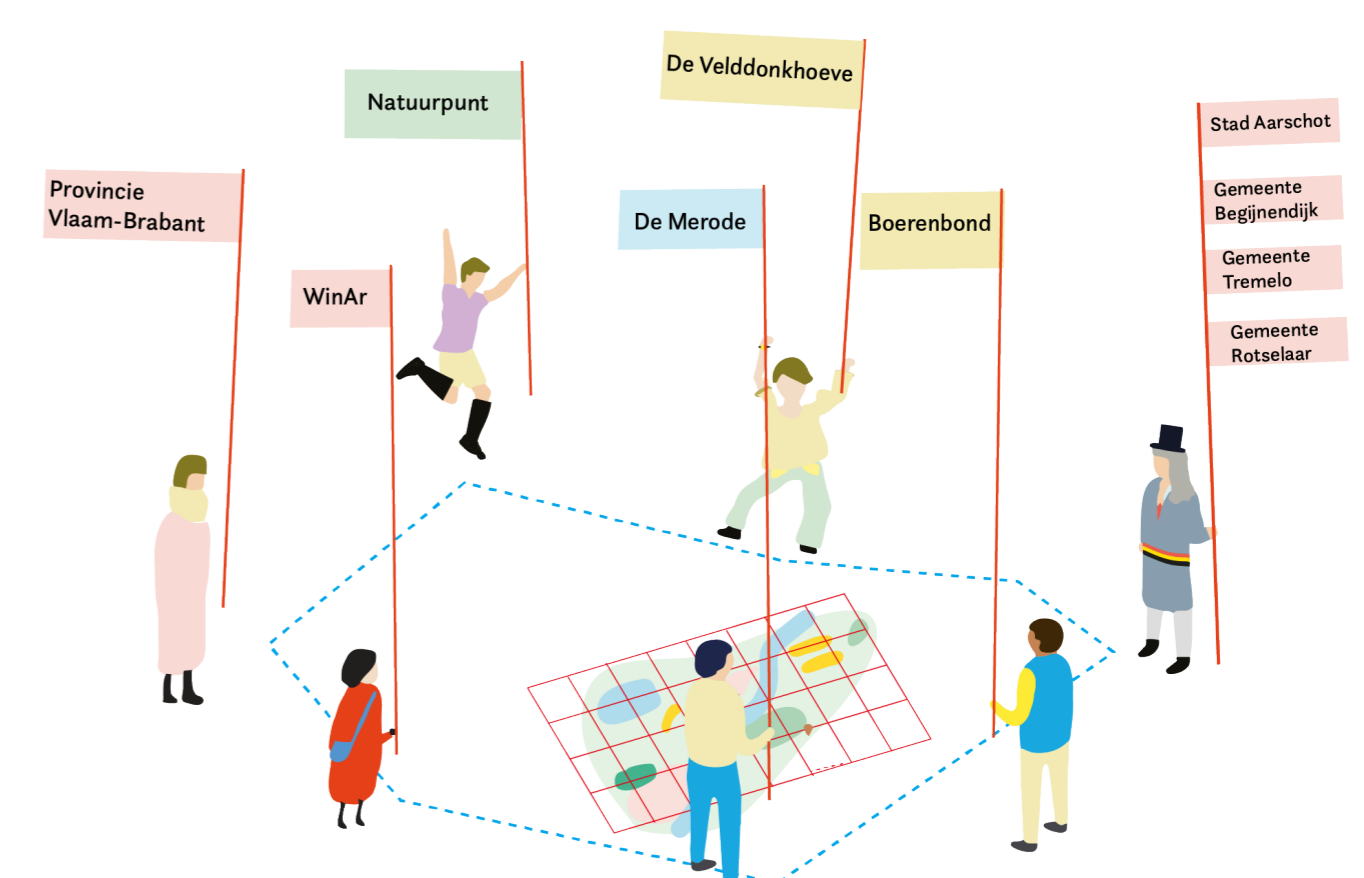 De Velddonkhoeve
Natuurpunt
Stad Aarschot
Provincie
Vlaam-Brabant
De Merode
Boerenbond
Gemeente
Begijnendijk
WinAr
Gemeente
Tremelo
Gemeente
Rotselaar